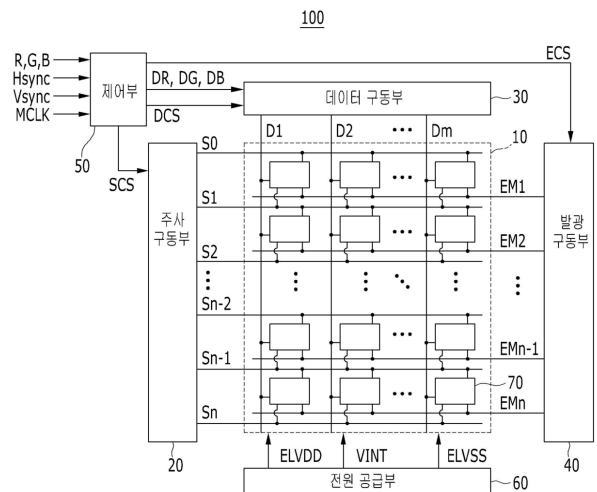 100
R,G,B
Hsync
Vsync
MCLK
제어부
50
DR, DG, DB
DCS
ECS
데이터 구동부
30
SCS
D1 D2 ••• Dm
10
S0
S1
S2
Sn-2
Sn-1
Sn
주사
구동부
20
EM1
EM2
EMn-1
EMn
70
발광
구동부
40
ELVDD VINT ELVSS
전원 공급부
60